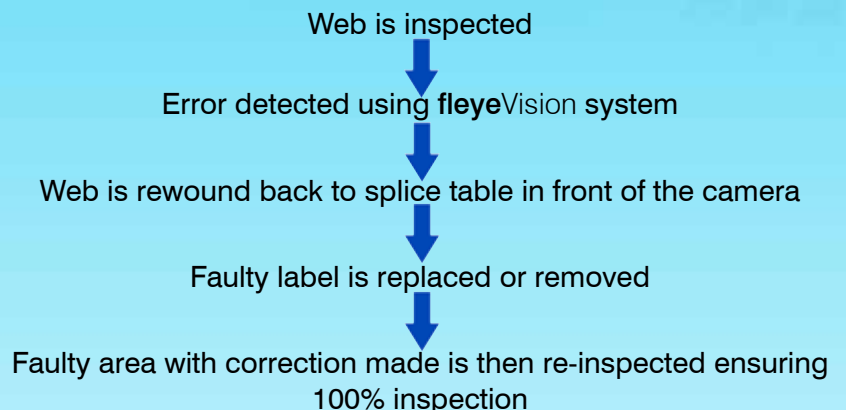 Web is inspected
Error detected using fleyeVision system
Web is rewound back to splice table in front of the camera
Faulty label is replaced or removed
Faulty area with correction made is then re-inspected ensuring
100% inspection